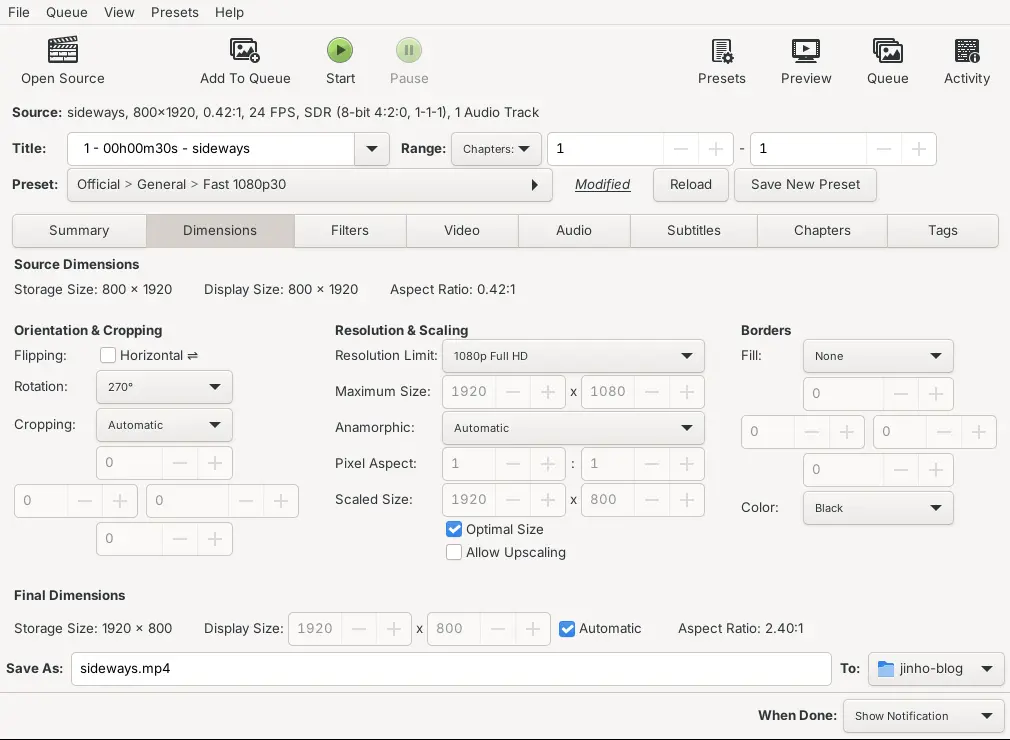 File Queue View Presets Help
Open Source Add To Queue Start Pause Presets Preview Queue Activity
Source: sideways, 800×1920, 0.42:1, 24 FPS, SDR (8-bit 4:2:0, 1-1-1), 1 Audio Track
Title: 1 - 00h00m30s - sideways Range: Chapters: 1 - 1
Preset: Official > General > Fast 1080p30 Modified Reload Save New Preset
Summary Dimensions Filters Video Audio Subtitles Chapters Tags
Source Dimensions
Storage Size: 800 × 1920 Display Size: 800 × 1920 Aspect Ratio: 0.42:1
Orientation & Cropping Resolution & Scaling Borders
Flipping: Horizontal ⇌ Resolution Limit: 1080p Full HD Fill: None
Rotation: 270° Maximum Size: 1920 x 1080 0
Cropping: Automatic Anamorphic: Automatic 0 0
0 Pixel Aspect: 1 : 1 0
0 0 Scaled Size: 1920 x 800 Color: Black
Optimal Size
0
Allow Upscaling
Final Dimensions
Storage Size: 1920 × 800 Display Size: 1920 x 800 Automatic Aspect Ratio: 2.40:1
Save As: sideways.mp4 To: jinho-blog
When Done: Show Notification